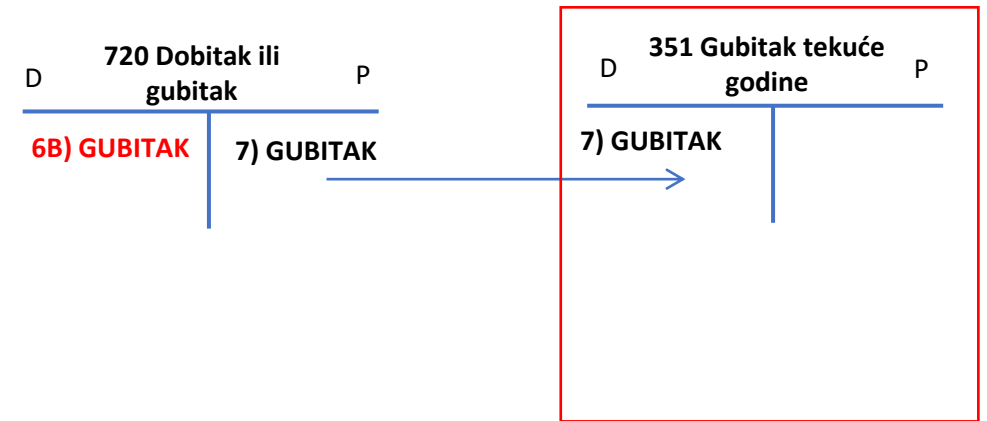 D
720 Dobitak ili
gubitak
P
6B) GUBITAK
7) GUBITAK
D
351 Gubitak tekuće
godine
P
7) GUBITAK